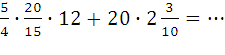 5/4 · 20/15 · 12 + 20 · 2 3/10 = ⋯